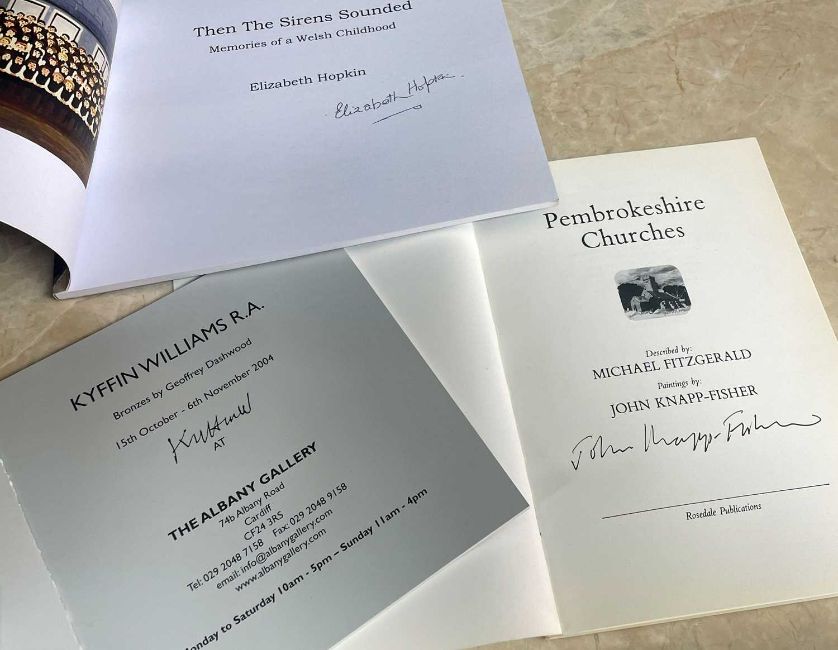 Then The Sirens Sounded
Memories of a Welsh Childhood
Elizabeth Hopkin
Elizabeth Hopkin.
Pembrokeshire
Churches
Described by:
MICHAEL FITZGERALD
Paintings by:
JOHN KNAPP-FISHER
John Knapp-Fisher
Rosedale Publications
KYFFIN WILLIAMS R.A.
Bronzes by Geoffrey Dashwood
15th October - 6th November 2004
Kyffin
AT
THE ALBANY GALLERY
74b Albany Road
Cardiff
CF24 3RS
Tel: 029 2048 7158 Fax: 029 2048 9158
email: info@albanygallery.com
www.albanygallery.com
onday to Saturday 10am - 5pm – Sunday 11am - 4pm